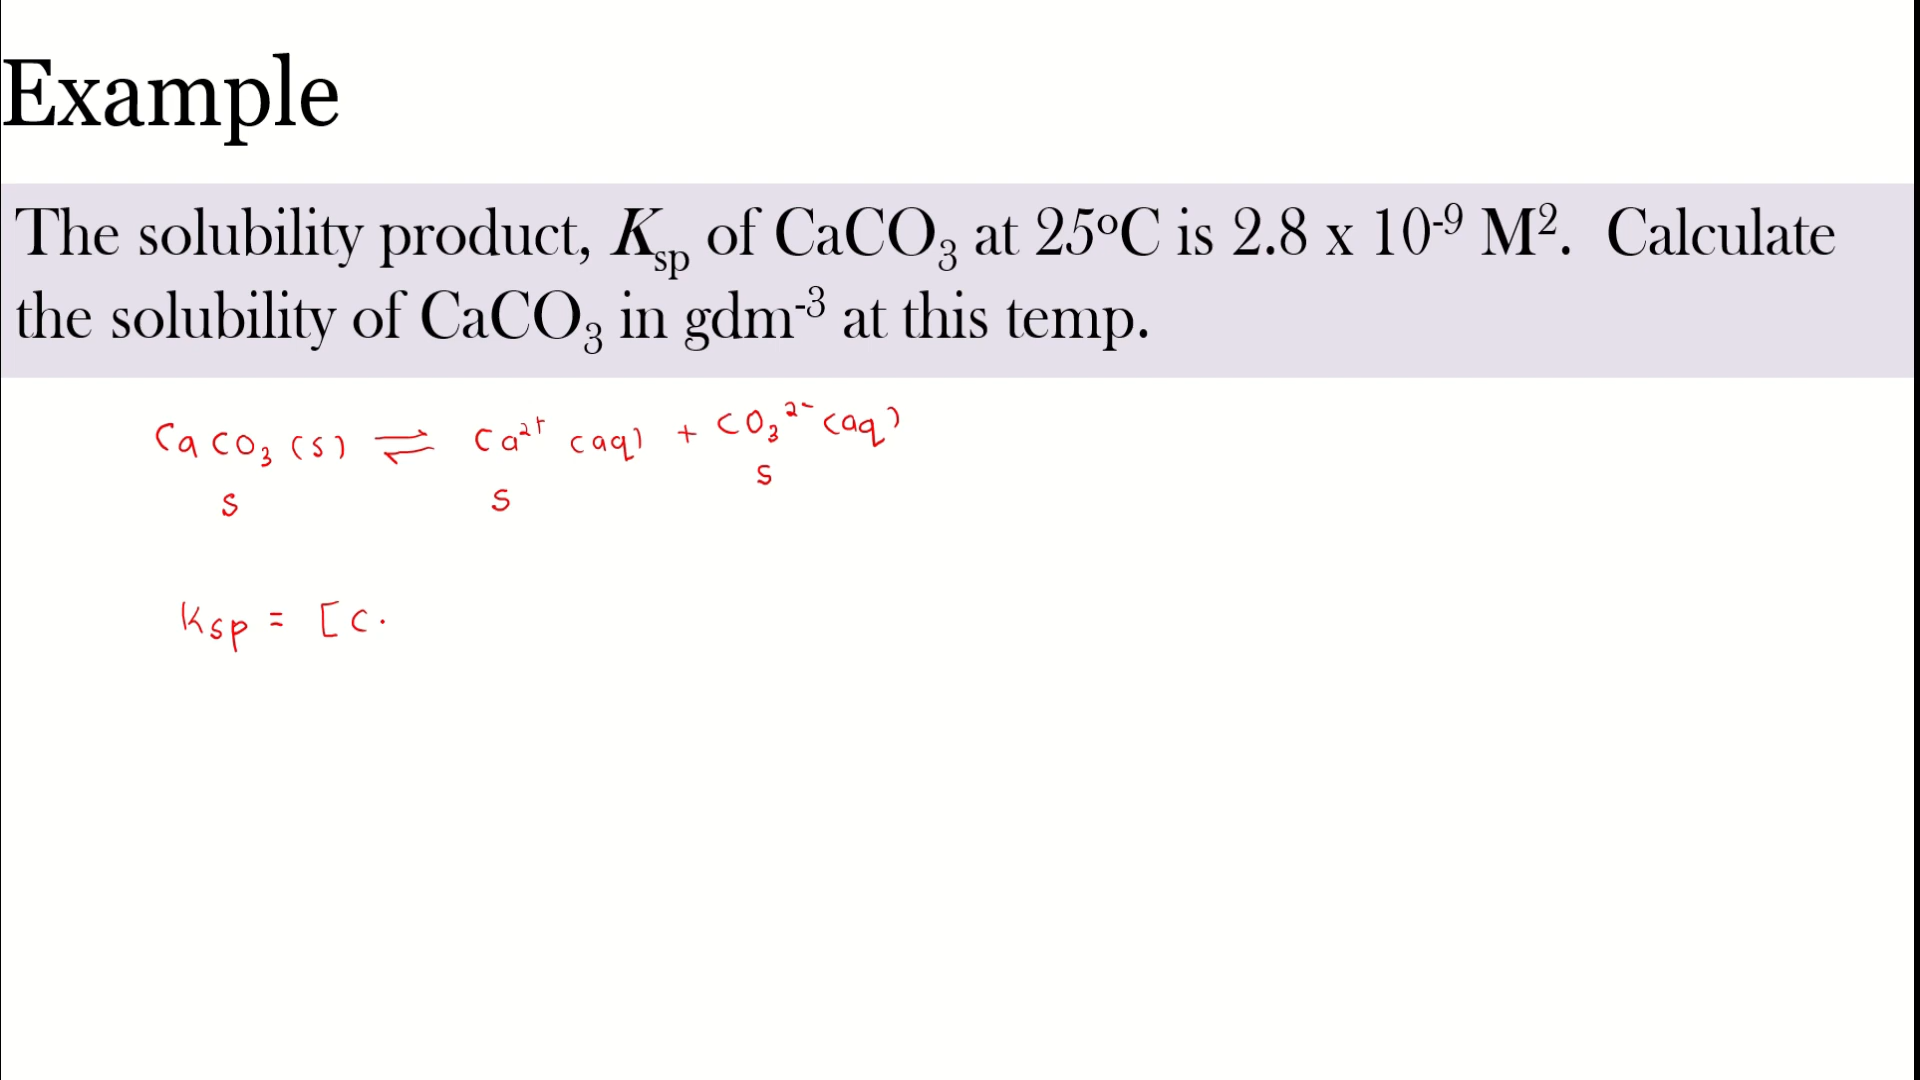 Example
The solubility product, Ksp of CaCO₃ at 25°C is 2.8 x 10⁻⁹ M². Calculate
the solubility of CaCO₃ in gdm⁻³ at this temp.
CaCO₃ (s) ⇌ Ca²⁺ (aq) + CO₃²⁻ (aq)
s s s
Ksp = [C.